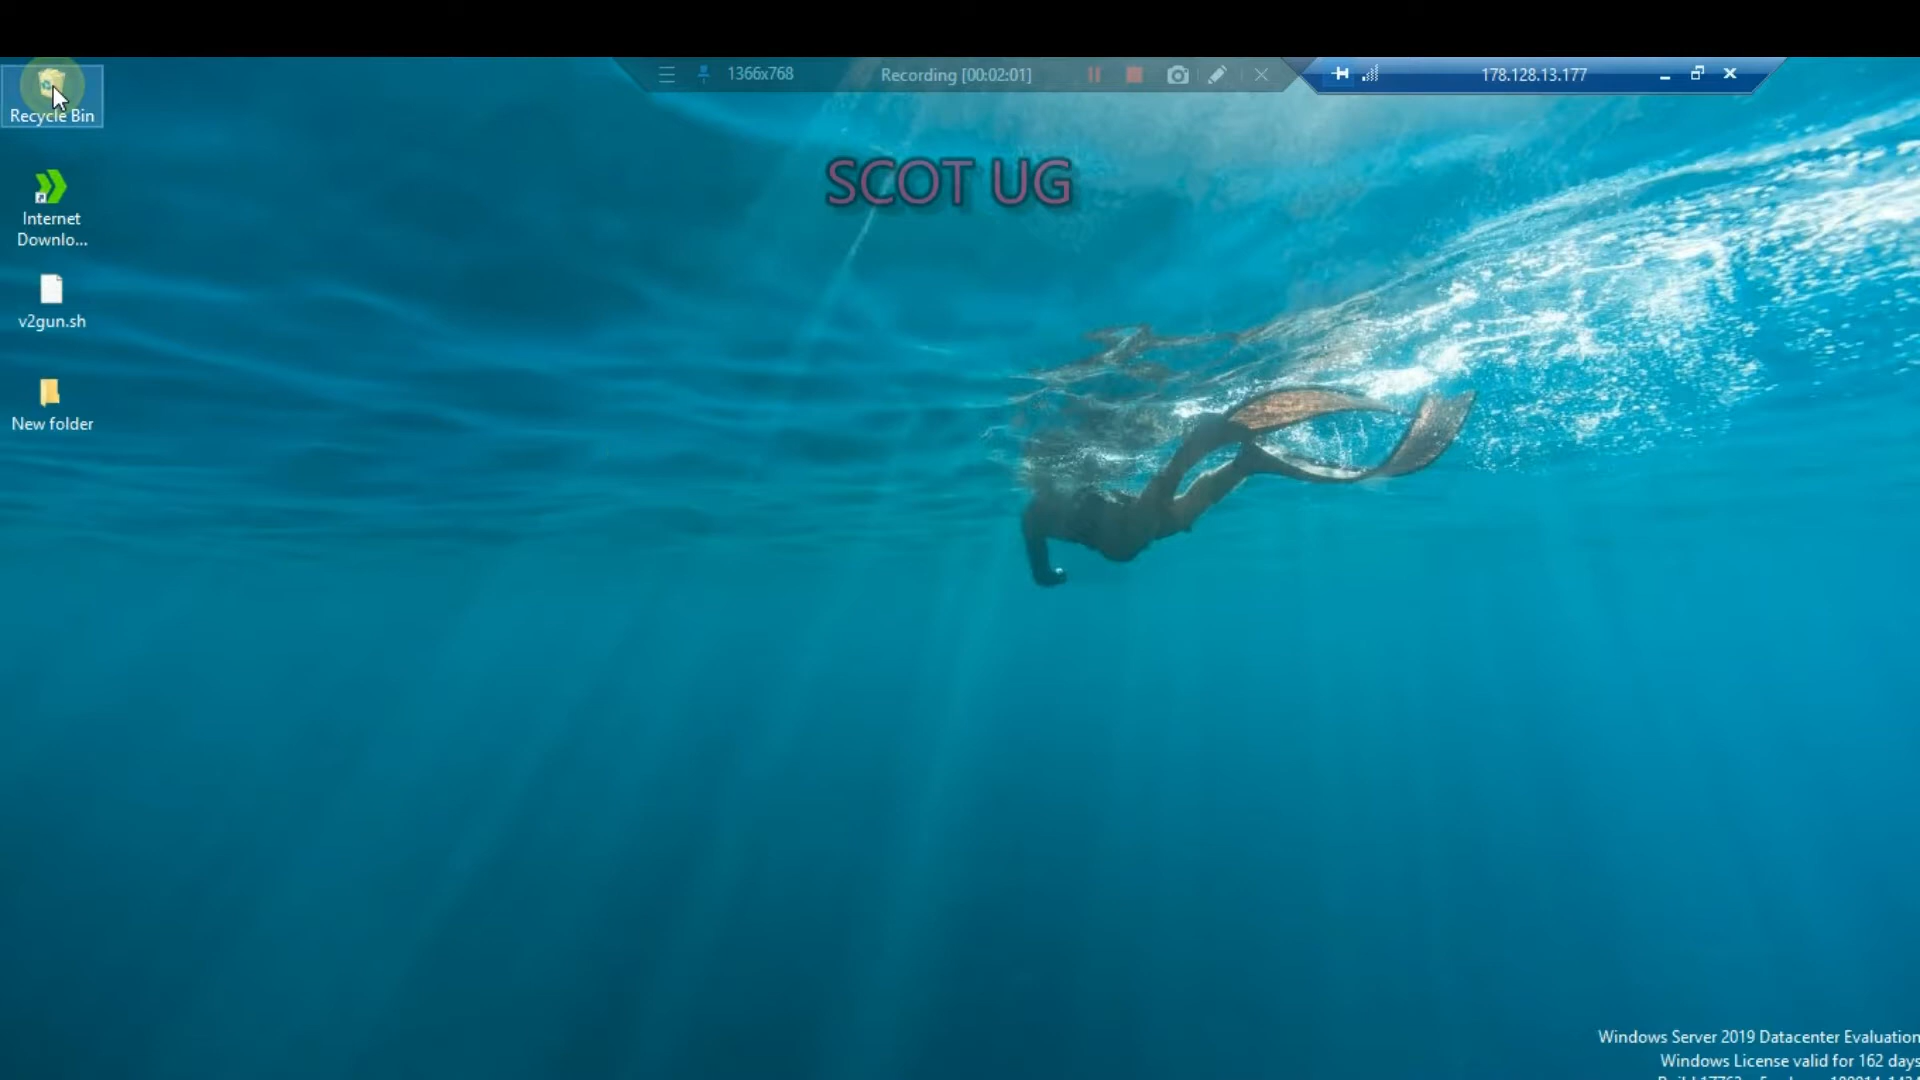 1366x768
Recording [00:02:01]
178.128.13.177
Recycle Bin
SCOT UG
Internet
Downlo...
v2gun.sh
New folder
Windows Server 2019 Datacenter Evaluation
Windows License valid for 162 days